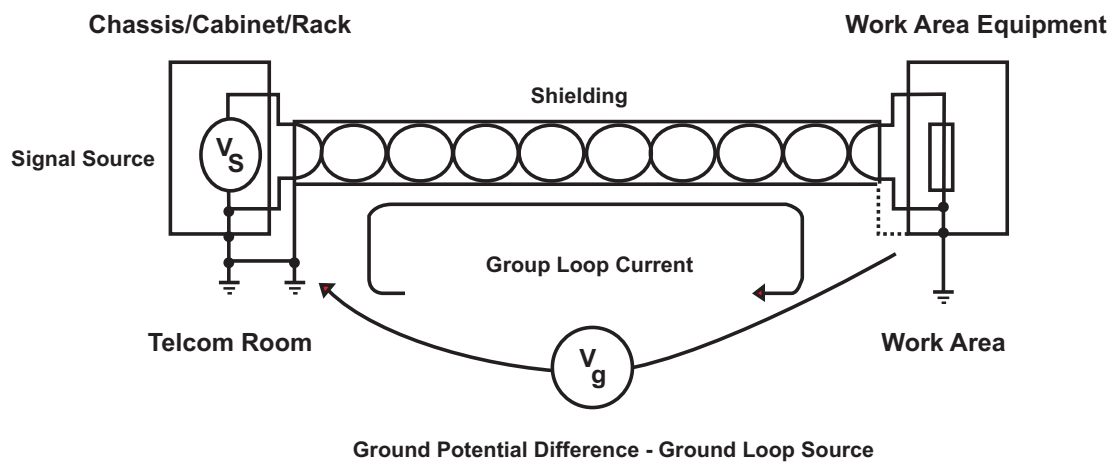 Chassis/Cabinet/Rack
Work Area Equipment
Shielding
Signal Source
VS
Group Loop Current
Telcom Room
Work Area
Vg
Ground Potential Difference - Ground Loop Source